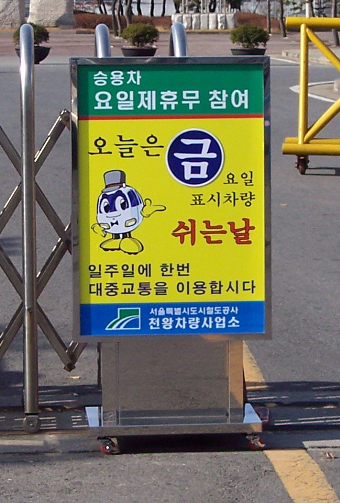 승용차
요일제휴무 참여
오늘은 금 요일
표시차량
쉬는날
일주일에 한번
대중교통을 이용합시다
서울특별시도시철도공사
천왕차량사업소